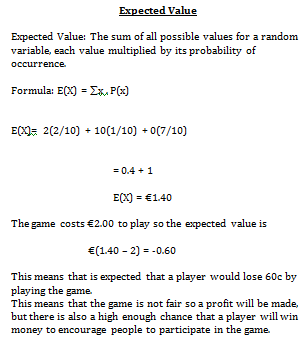 Expected Value
Expected Value: The sum of all possible values for a random
variable, each value multiplied by its probability of
occurrence.
Formula: E(X) = Σx. P(x)
E(X)= 2(2/10) + 10(1/10) +0(7/10)
= 0.4 + 1
E(X) = €1.40
The game costs €2.00 to play so the expected value is
€(1.40 – 2) = -0.60
This means that is expected that a player would lose 60c by
playing the game.
This means that the game is not fair so a profit will be made,
but there is also a high enough chance that a player will win
money to encourage people to participate in the game.